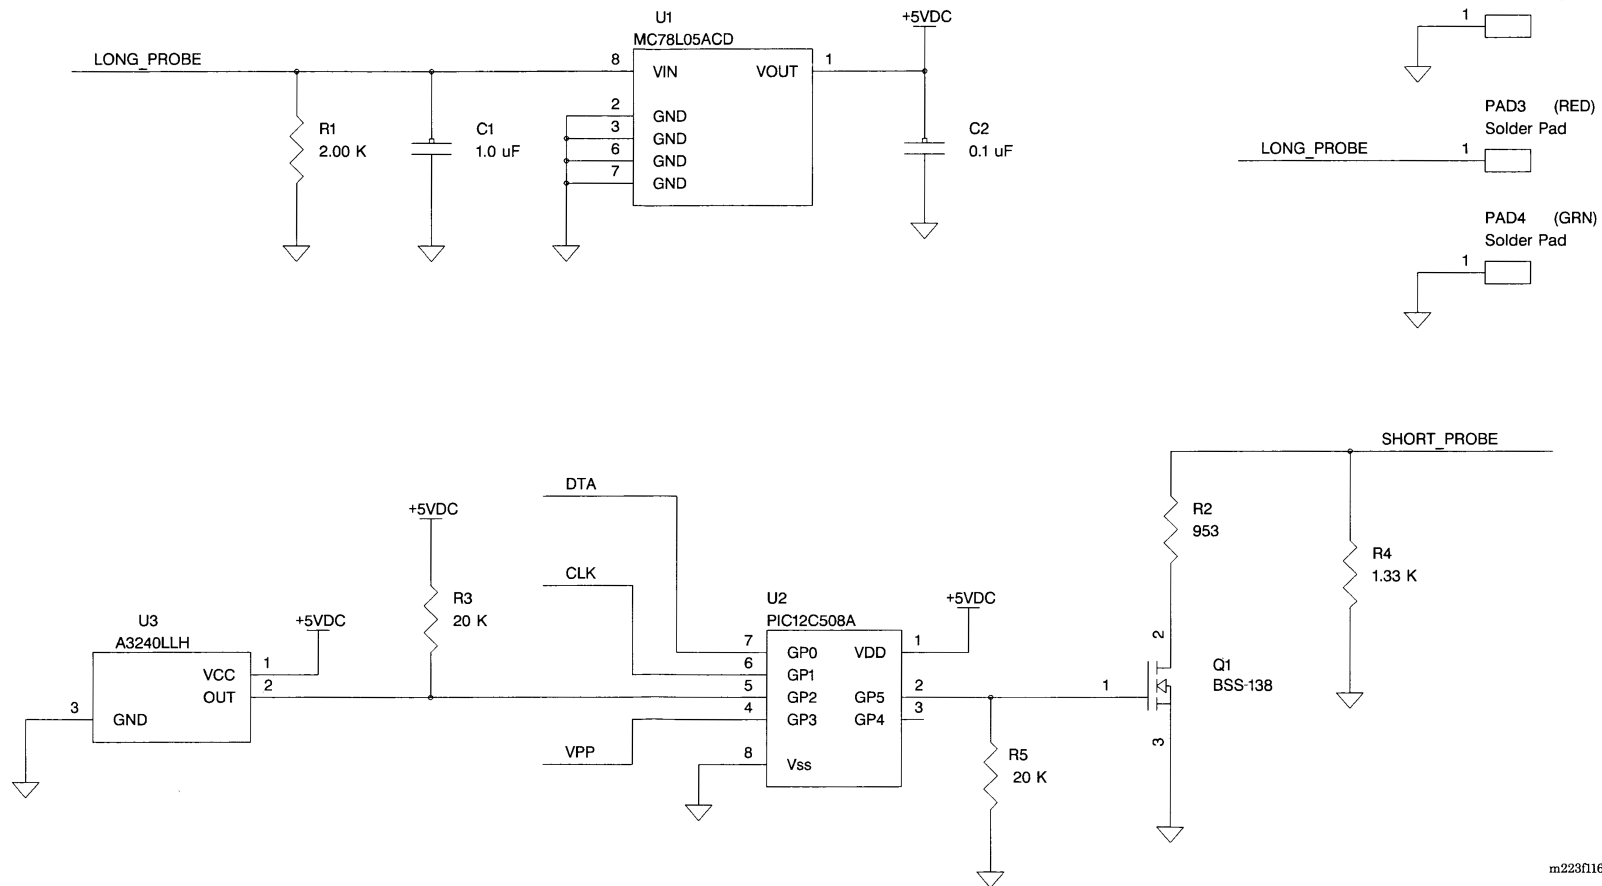 U1
MC78L05ACD
+5VDC
LONG_PROBE
8
VIN
VOUT
1
2
GND
3
GND
6
GND
7
GND
R1
2.00 K
C1
1.0 uF
C2
0.1 uF
1
PAD3 (RED)
Solder Pad
LONG_PROBE
1
PAD4 (GRN)
Solder Pad
1
SHORT_PROBE
DTA
+5VDC
R2
953
R4
1.33 K
CLK
R3
20 K
U2
PIC12C508A
+5VDC
U3
A3240LLH
+5VDC
VCC
1
OUT
2
3
GND
7
GP0
VDD
1
6
GP1
5
GP2
GP5
2
4
GP3
GP4
3
8
Vss
VPP
1
2
Q1
BSS-138
3
R5
20 K
m223f116